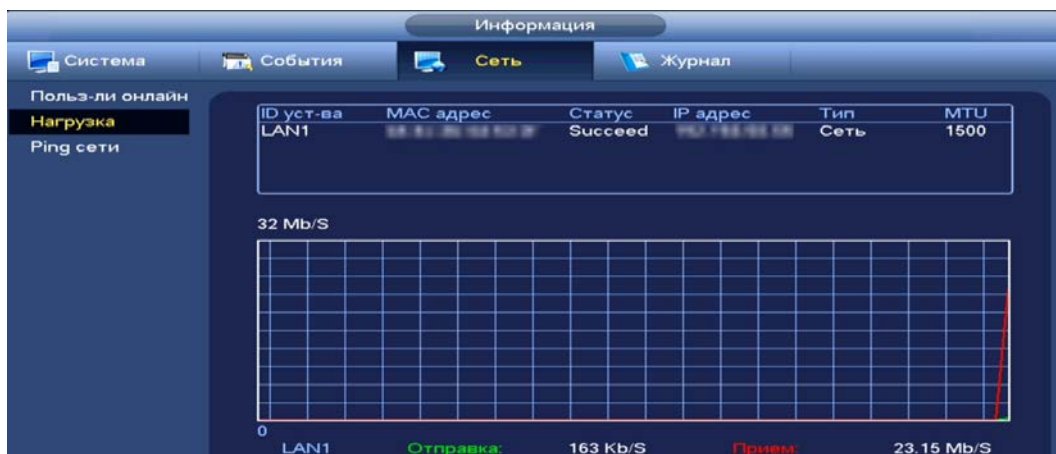 Информация
Система События Сеть Журнал
Польз-ли онлайн
Нагрузка
Ping сети
ID уст-ва MAC адрес Статус IP адрес Тип MTU
LAN1 Succeed Сеть 1500
32 Mb/S
0
LAN1 Отправка: 163 Kb/S Прием: 23.15 Mb/S